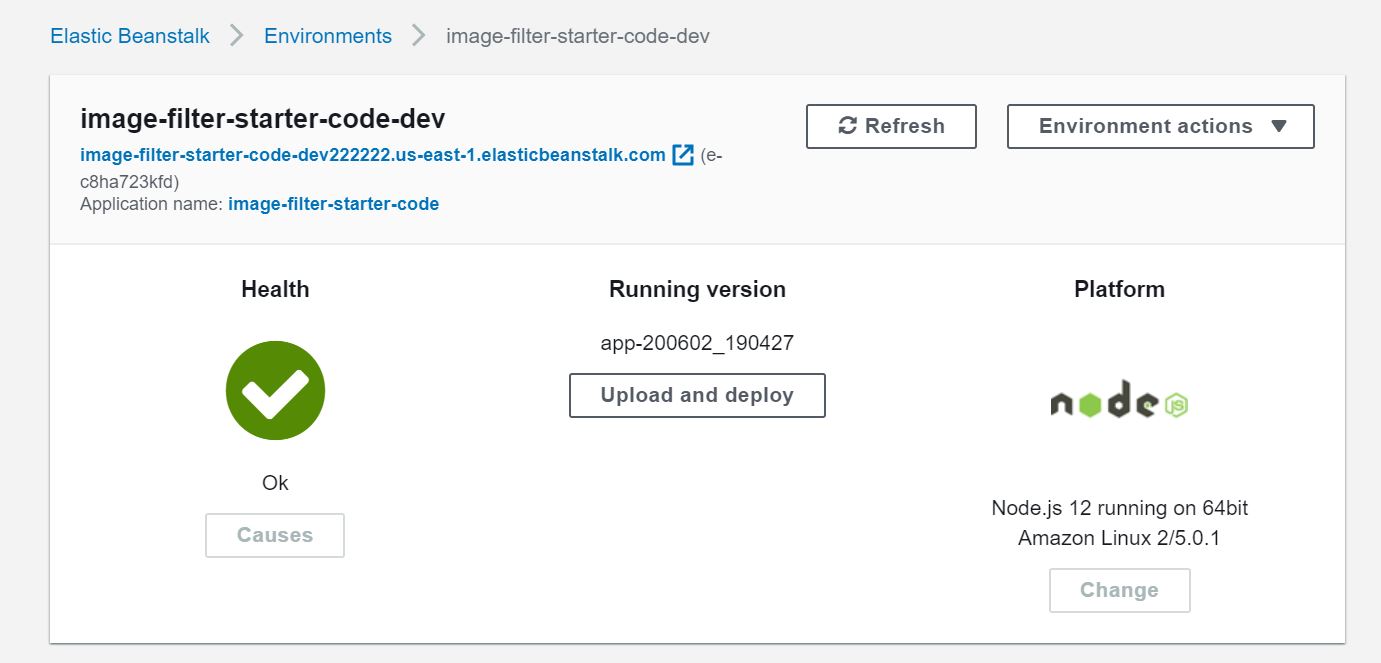 Elastic Beanstalk > Environments > image-filter-starter-code-dev
image-filter-starter-code-dev
Refresh
Environment actions ▼
image-filter-starter-code-dev222222.us-east-1.elasticbeanstalk.com (e-
c8ha723kfd)
Application name: image-filter-starter-code
Health
Ok
Causes
Running version
app-200602_190427
Upload and deploy
Platform
node JS
Node.js 12 running on 64bit
Amazon Linux 2/5.0.1
Change